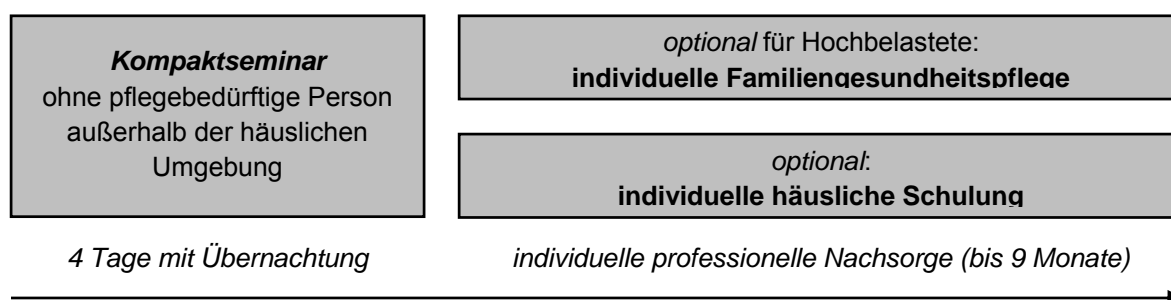 Kompaktseminar
ohne pflegebedürftige Person
außerhalb der häuslichen
Umgebung
optional für Hochbelastete:
individuelle Familiengesundheitspflege
optional:
individuelle häusliche Schulung
4 Tage mit Übernachtung
individuelle professionelle Nachsorge (bis 9 Monate)